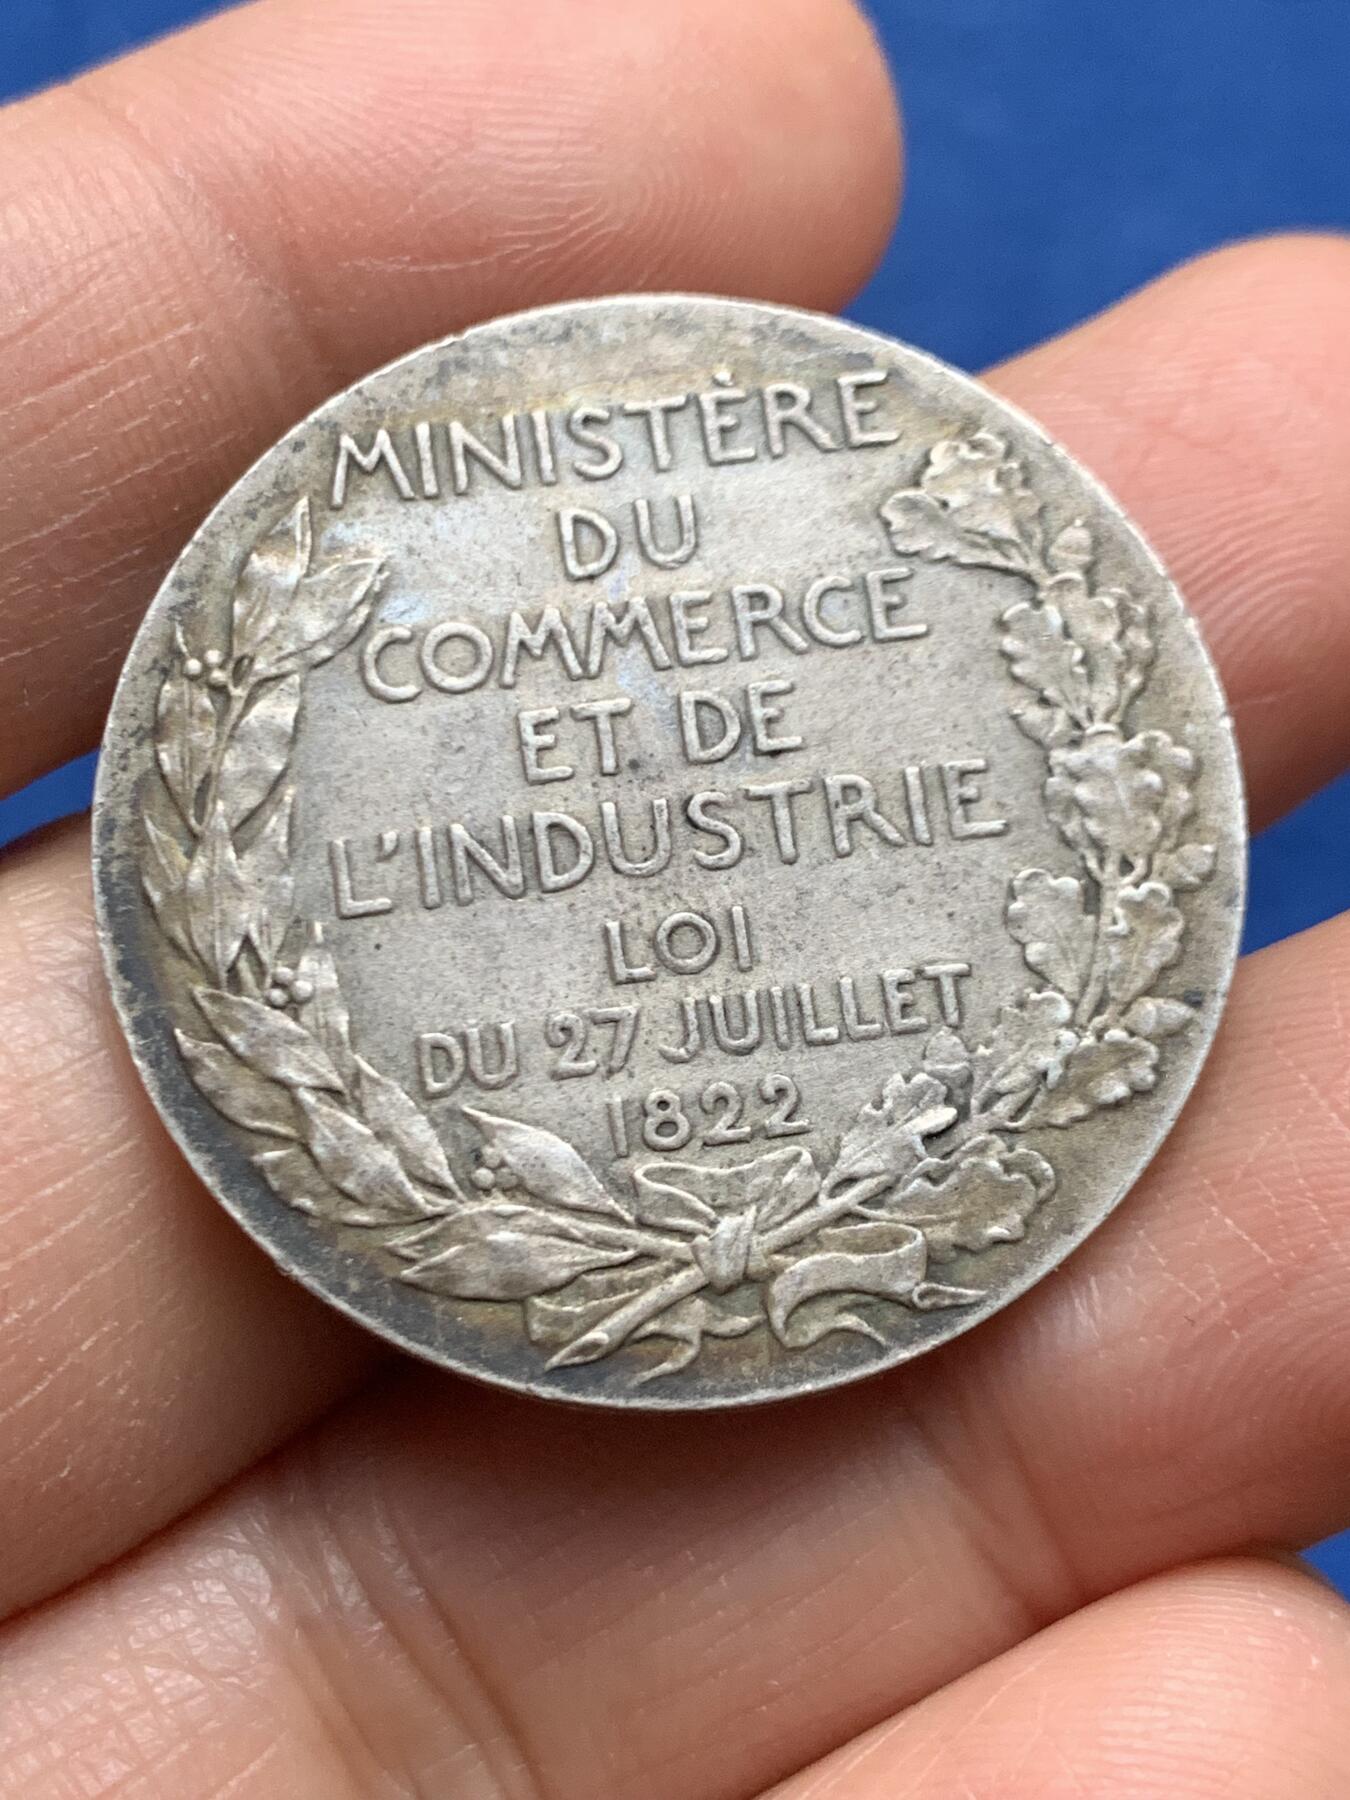 MINISTÈRE
DU
COMMERCE
ET DE
L'INDUSTRIE
LOI
DU 27 JUILLET
1822